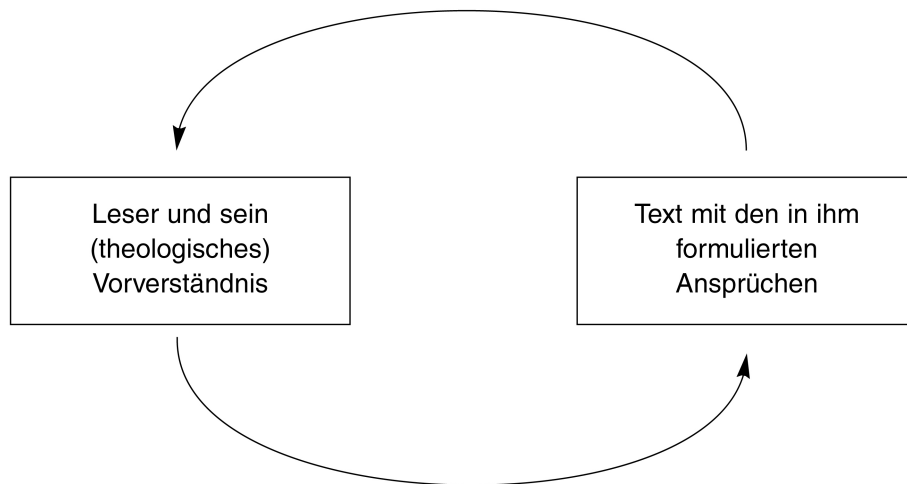 Leser und sein
(theologisches)
Vorverständnis
Text mit den in ihm
formulierten
Ansprüchen